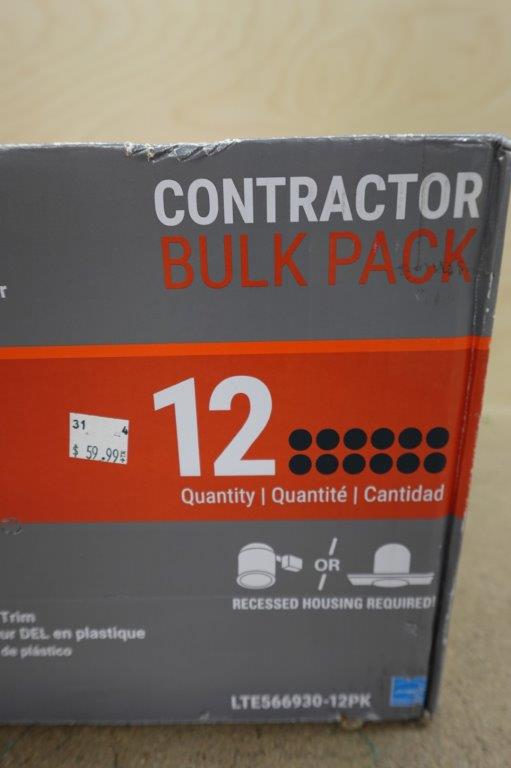 CONTRACTOR
BULK PACK
r
31 4
$ 59.99
12
Quantity | Quantité | Cantidad
OR
RECESSED HOUSING REQUIRED
Trim
ur DEL en plastique
de plástico
LTE566930-12PK